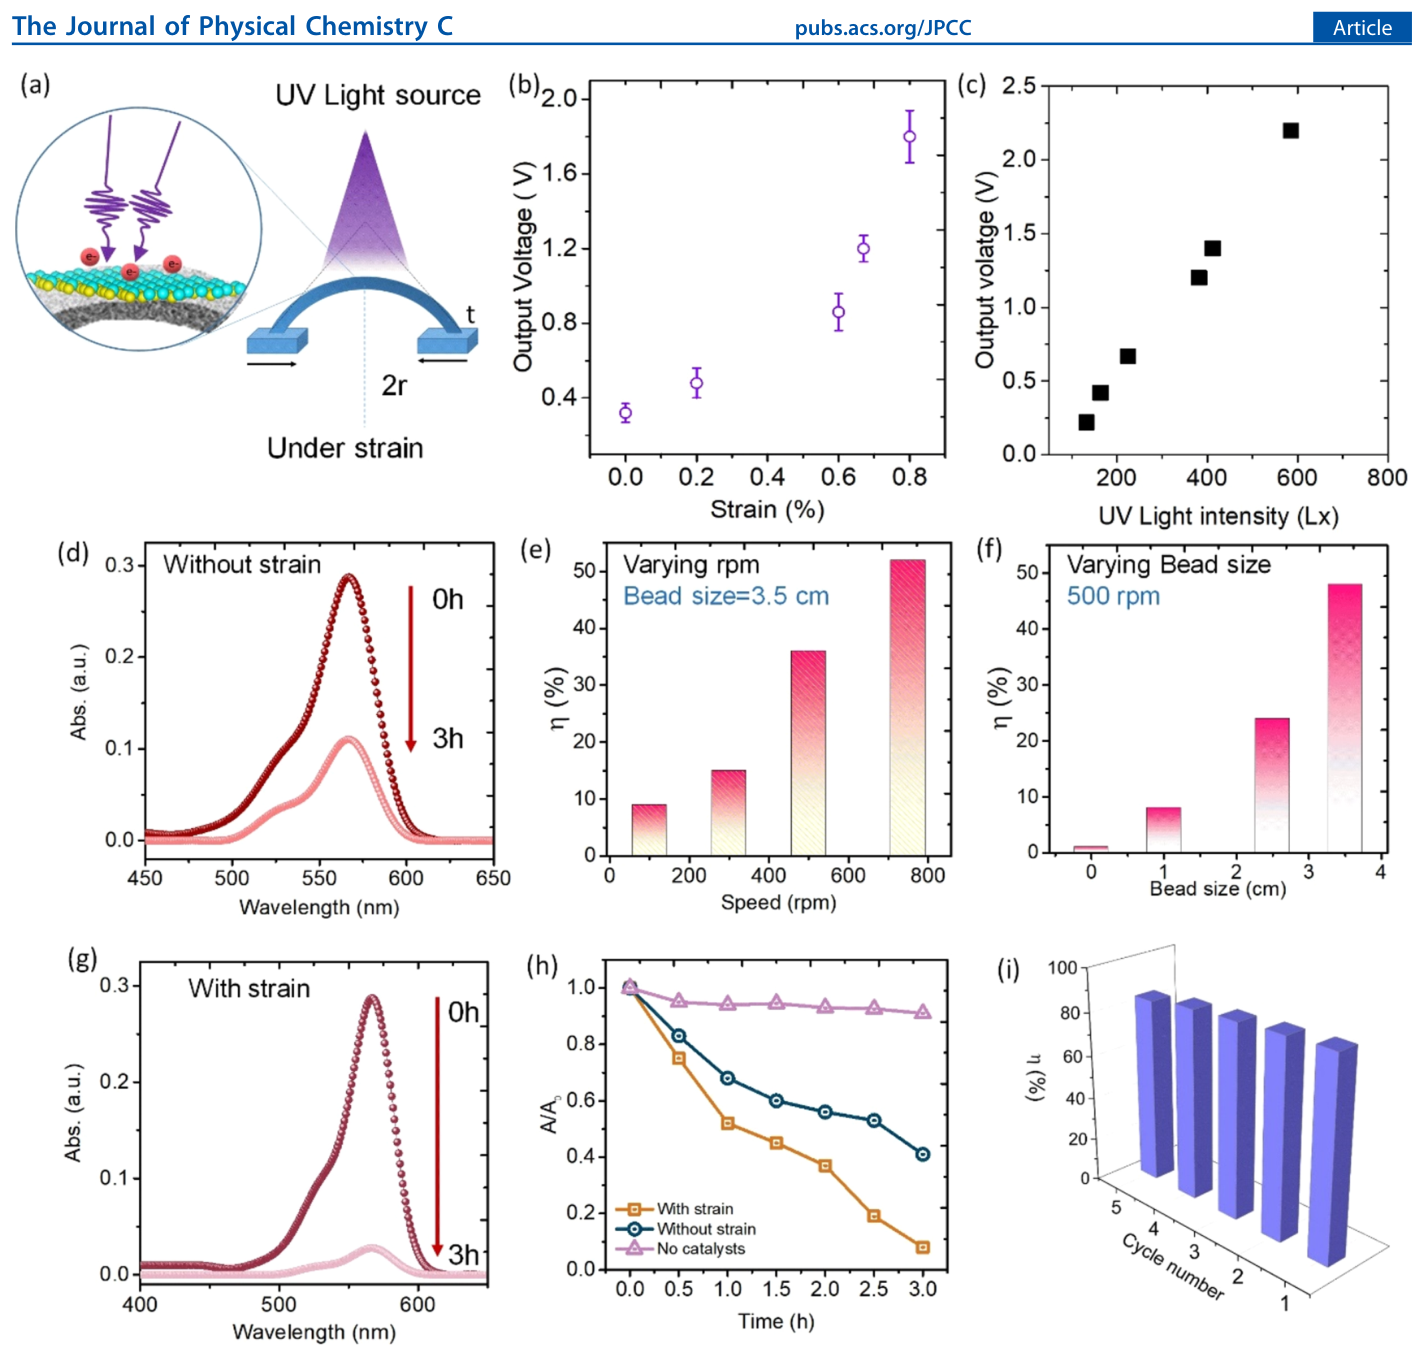 The Journal of Physical Chemistry C
pubs.acs.org/JPCC
Article
(a)
UV Light source
e-
e-
e-
t
2r
Under strain
(b)
2.0
1.6
1.2
0.8
0.4
Output Voltage ( V)
0.0 0.2 0.4 0.6 0.8
Strain (%)
(c)
2.5
2.0
1.5
1.0
0.5
0.0
Output volatge (V)
200 400 600 800
UV Light intensity (Lx)
(d)
Without strain
0h
3h
0.3
0.2
0.1
0.0
Abs. (a.u.)
450 500 550 600 650
Wavelength (nm)
(e)
Varying rpm
Bead size=3.5 cm
50
40
30
20
10
0
η (%)
0 200 400 600 800
Speed (rpm)
(f)
Varying Bead size
500 rpm
50
40
30
20
10
0
η (%)
0 1 2 3 4
Bead size (cm)
(g)
With strain
0h
3h
0.3
0.2
0.1
0.0
Abs. (a.u.)
400 500 600
Wavelength (nm)
(h)
1.0
0.8
0.6
0.4
0.2
0.0
A/A0
With strain
Without strain
No catalysts
0.0 0.5 1.0 1.5 2.0 2.5 3.0
Time (h)
(i)
100
80
60
40
20
0
η (%)
5 4 3 2 1
Cycle number